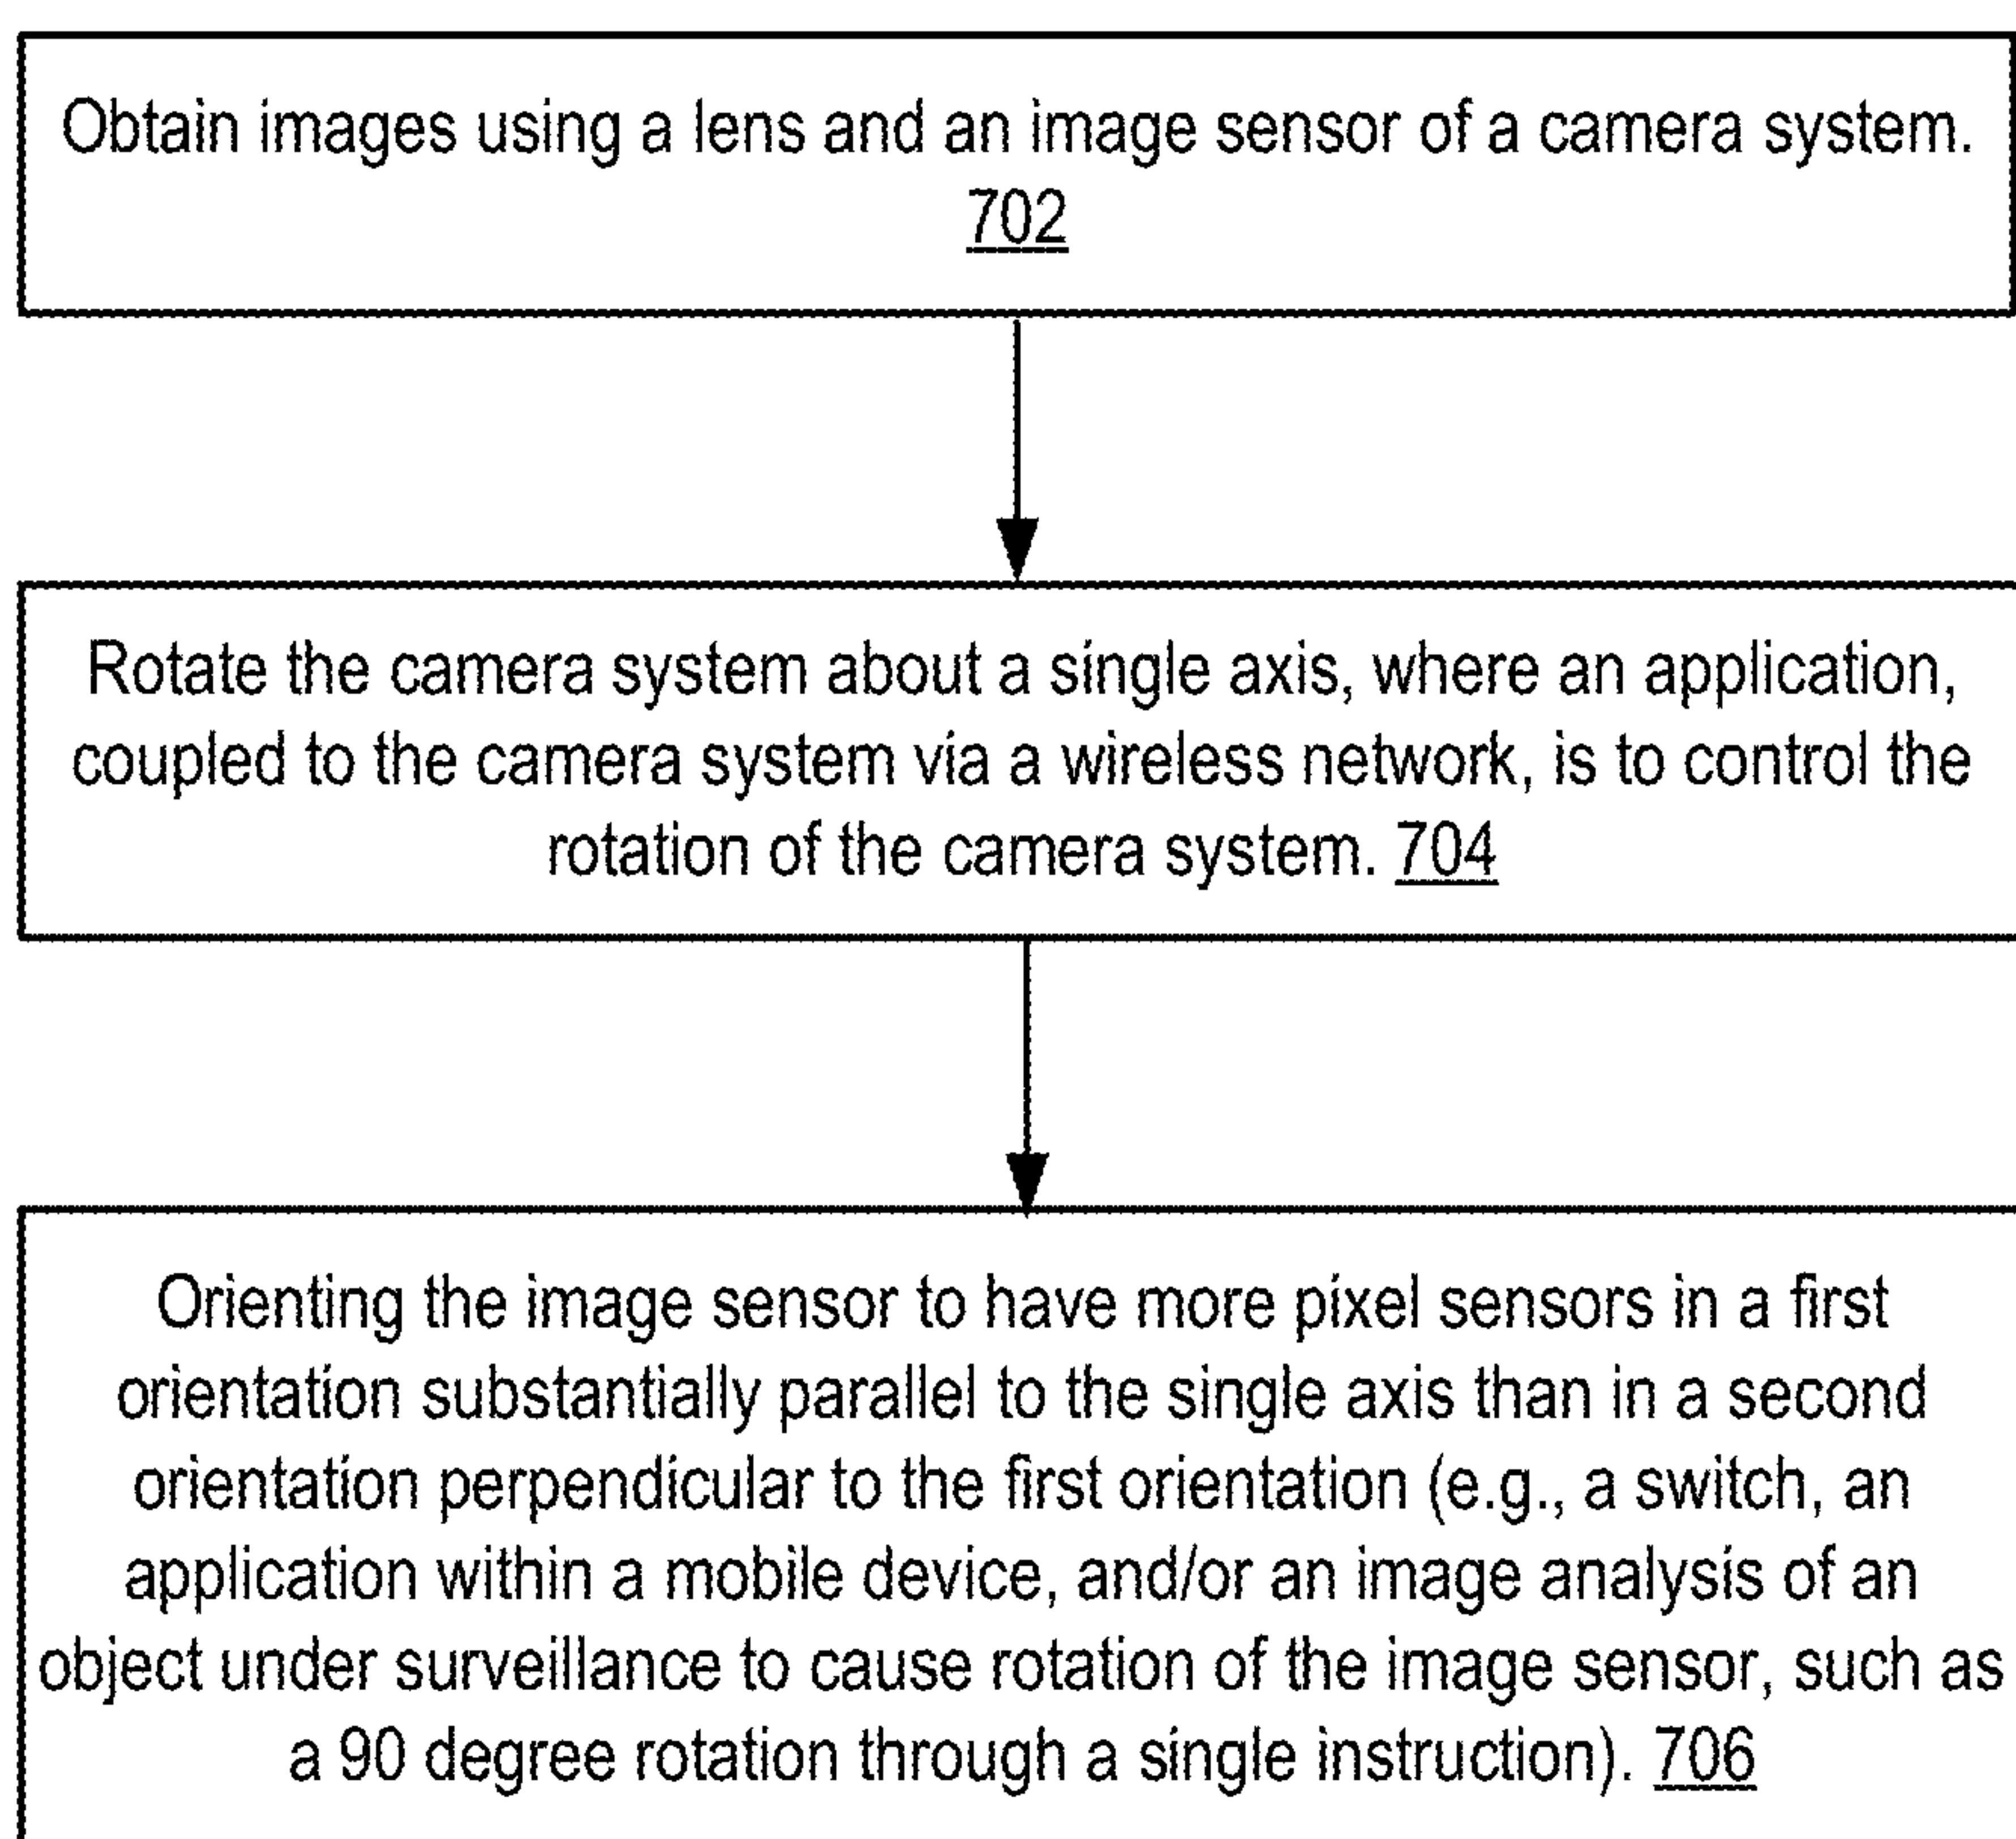 Obtain images using a lens and an image sensor of a camera system.
702
Rotate the camera system about a single axis, where an application,
coupled to the camera system via a wireless network, is to control the
rotation of the camera system. 704
Orienting the image sensor to have more pixel sensors in a first
orientation substantially parallel to the single axis than in a second
orientation perpendicular to the first orientation (e.g., a switch, an
application within a mobile device, and/or an image analysis of an
object under surveillance to cause rotation of the image sensor, such as
a 90 degree rotation through a single instruction). 706